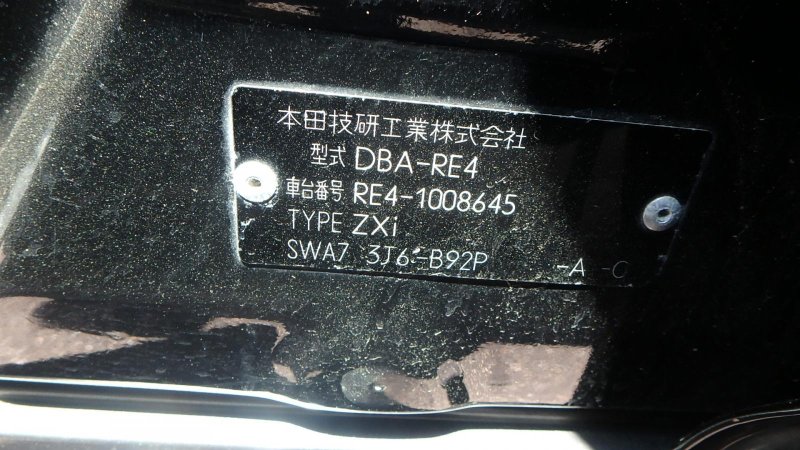 本田技研工業株式会社
型式 DBA-RE4
車台番号 RE4-1008645
TYPE ZXi
SWA7 3J6-B92P -A -C